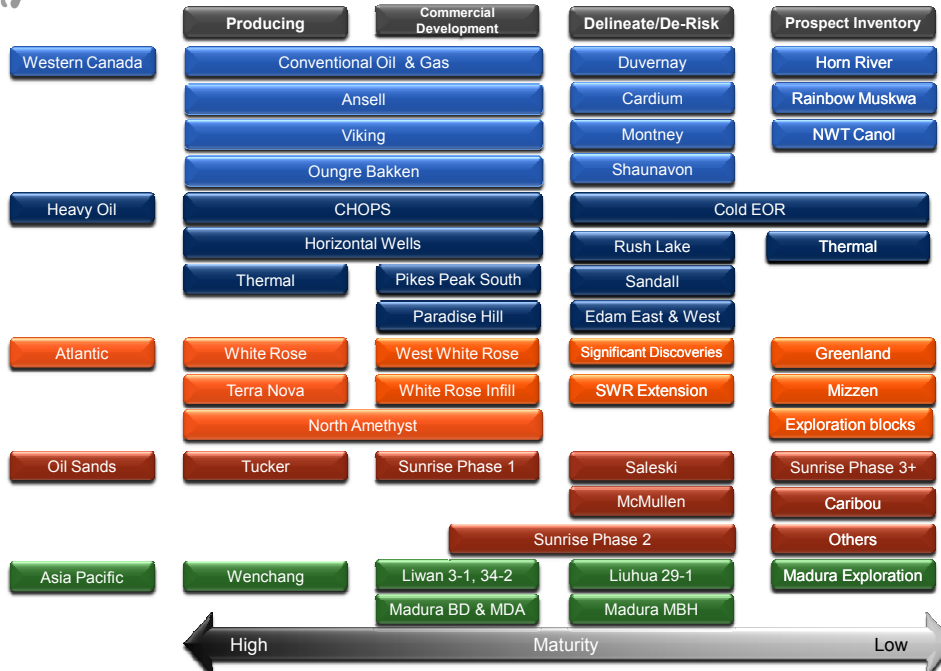 Producing
Commercial
Development
Delineate/De-Risk
Prospect Inventory
Western Canada
Conventional Oil & Gas
Duvernay
Horn River
Ansell
Cardium
Rainbow Muskwa
Viking
Montney
NWT Canol
Oungre Bakken
Shaunavon
Heavy Oil
CHOPS
Cold EOR
Horizontal Wells
Rush Lake
Thermal
Thermal
Pikes Peak South
Sandall
Paradise Hill
Edam East & West
Atlantic
White Rose
West White Rose
Significant Discoveries
Greenland
Terra Nova
White Rose Infill
SWR Extension
Mizzen
North Amethyst
Exploration blocks
Oil Sands
Tucker
Sunrise Phase 1
Saleski
Sunrise Phase 3+
McMullen
Caribou
Sunrise Phase 2
Others
Asia Pacific
Wenchang
Liwan 3-1, 34-2
Liuhua 29-1
Madura Exploration
Madura BD & MDA
Madura MBH
High
Maturity
Low